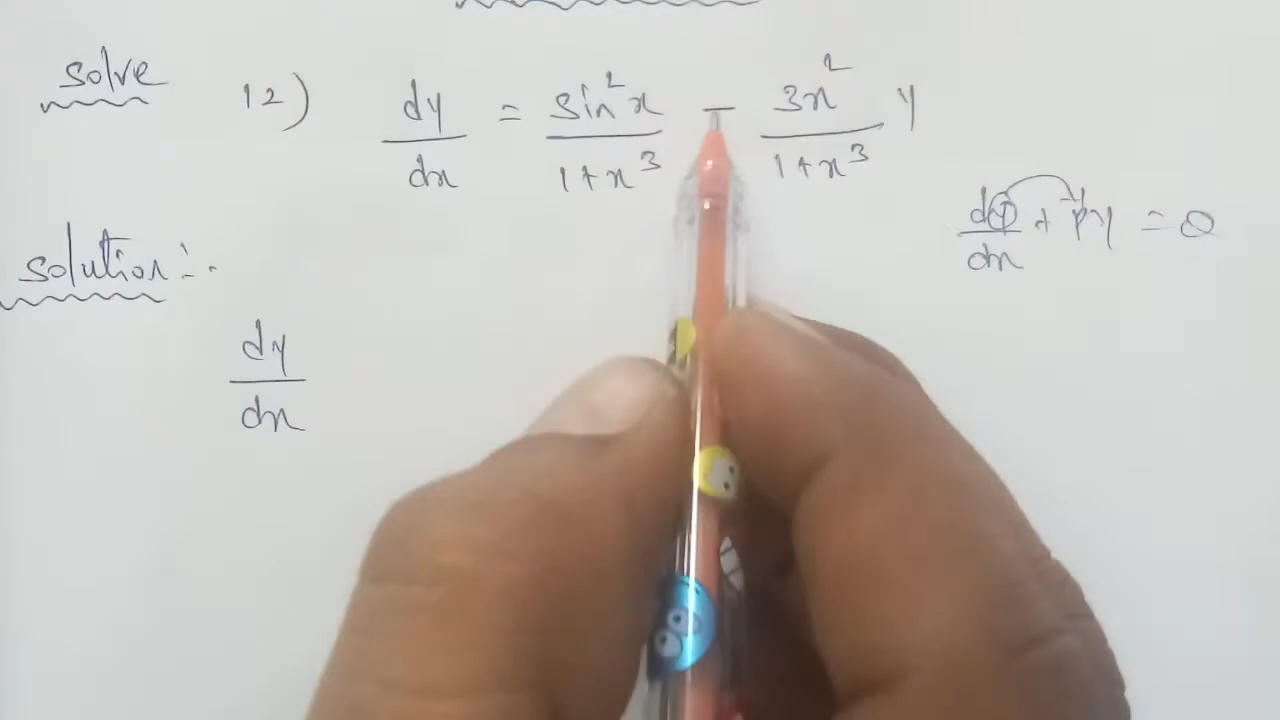 solve 12) dy/dx = sin²x/1+x³ - 3x²/1+x³ y
dy/dx + Py = Q
solution:-
dy/dx